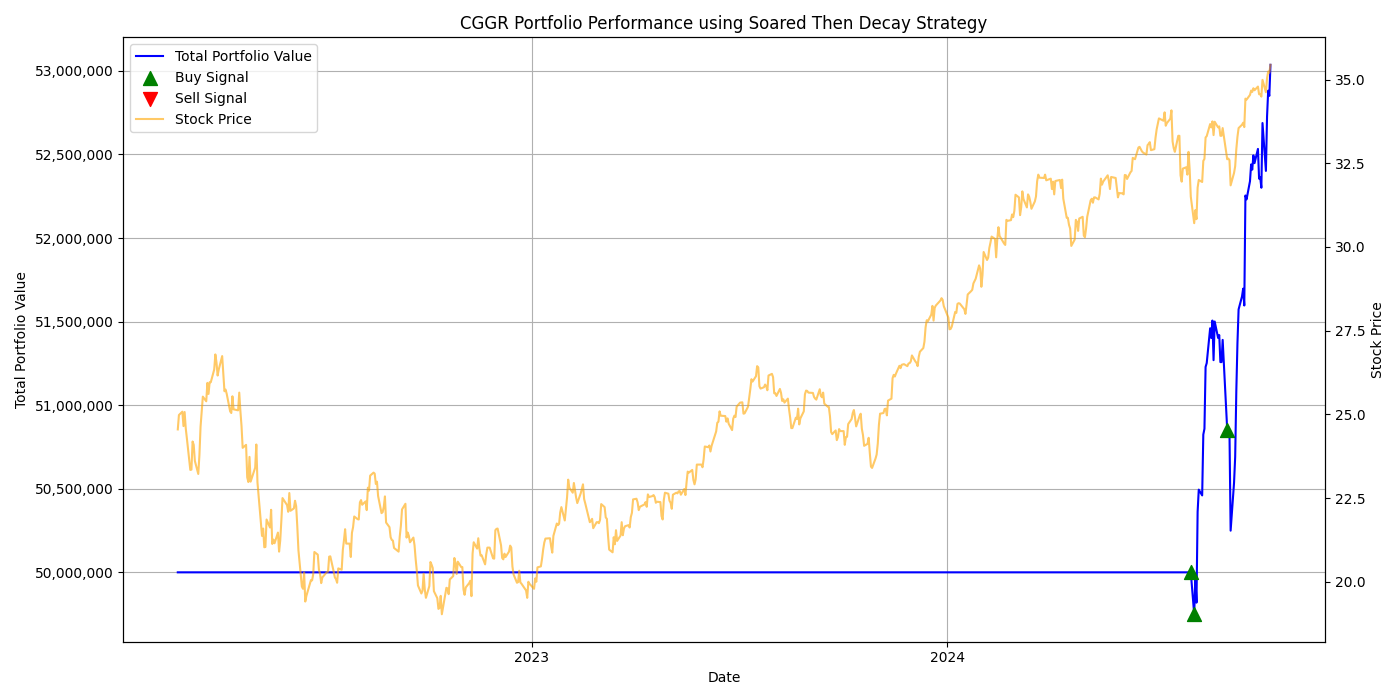 CGGR Portfolio Performance using Soared Then Decay Strategy
Total Portfolio Value
Buy Signal
Sell Signal
Stock Price
53,000,000
52,500,000
52,000,000
51,500,000
51,000,000
50,500,000
50,000,000
Total Portfolio Value
35.0
32.5
30.0
27.5
25.0
22.5
20.0
Stock Price
2023
2024
Date